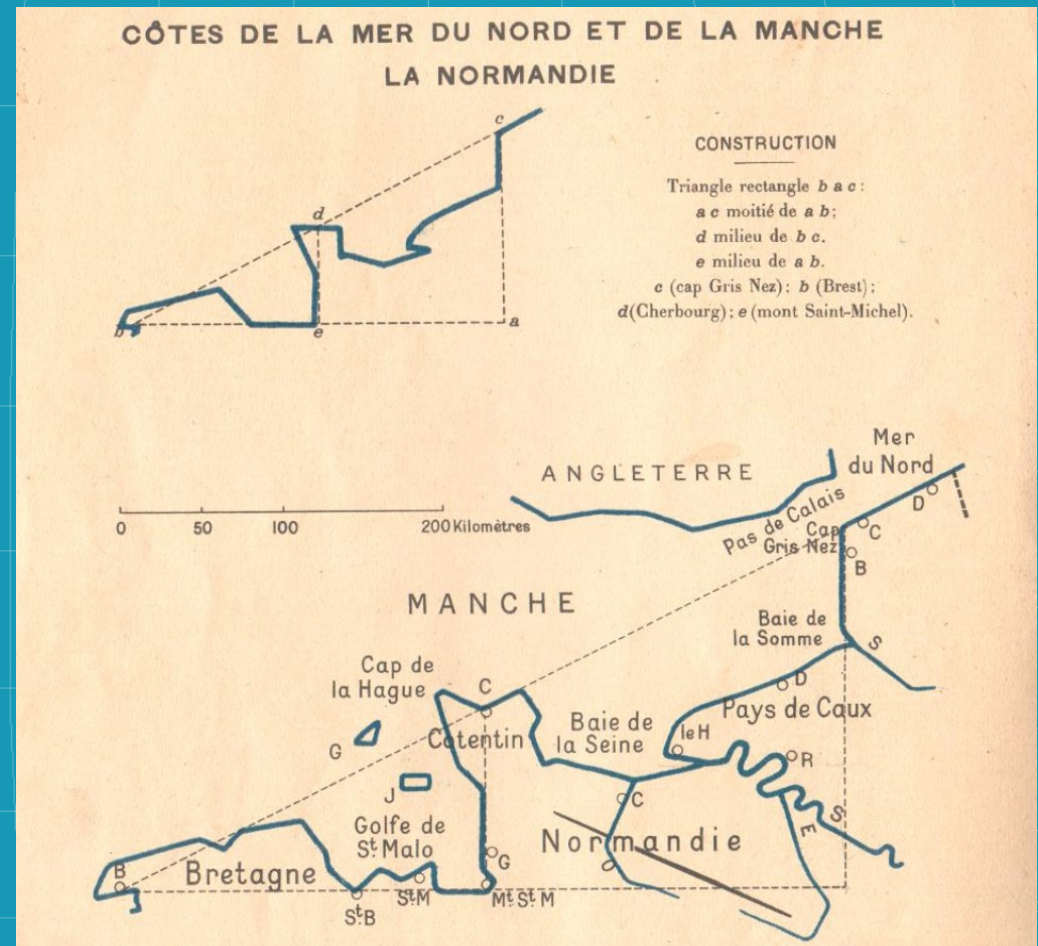 CÔTES DE LA MER DU NORD ET DE LA MANCHE
LA NORMANDIE
c
d
b
e
a
CONSTRUCTION
Triangle rectangle b a c :
a c moitié de a b ;
d milieu de b c.
e milieu de a b.
c (cap Gris Nez) ; b (Brest) ;
d (Cherbourg) ; e (mont Saint-Michel).
0 50 100 200 Kilomètres
ANGLETERRE
Mer
du Nord
Pas de Calais
D
Cap
Gris Nez
C
B
MANCHE
Baie de
la Somme
S
Cap de
la Hague
C
D
Pays de Caux
G
Cotentin
Baie de
la Seine
le H
R
J
C
S
E
Golfe de
St Malo
Normandie
O
G
B
Bretagne
St M
Mt St M
St B